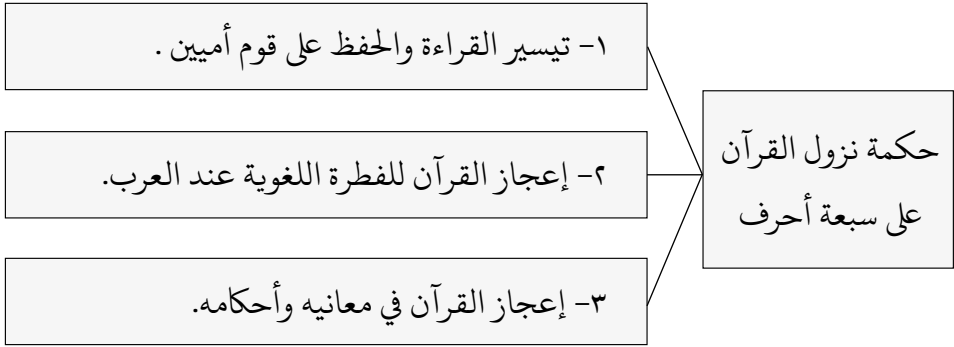 حكمة نزول القرآن
على سبعة أحرف
١- تيسير القراءة والحفظ على قوم أميين .
٢- إعجاز القرآن للفطرة اللغوية عند العرب.
٣- إعجاز القرآن في معانيه وأحكامه.